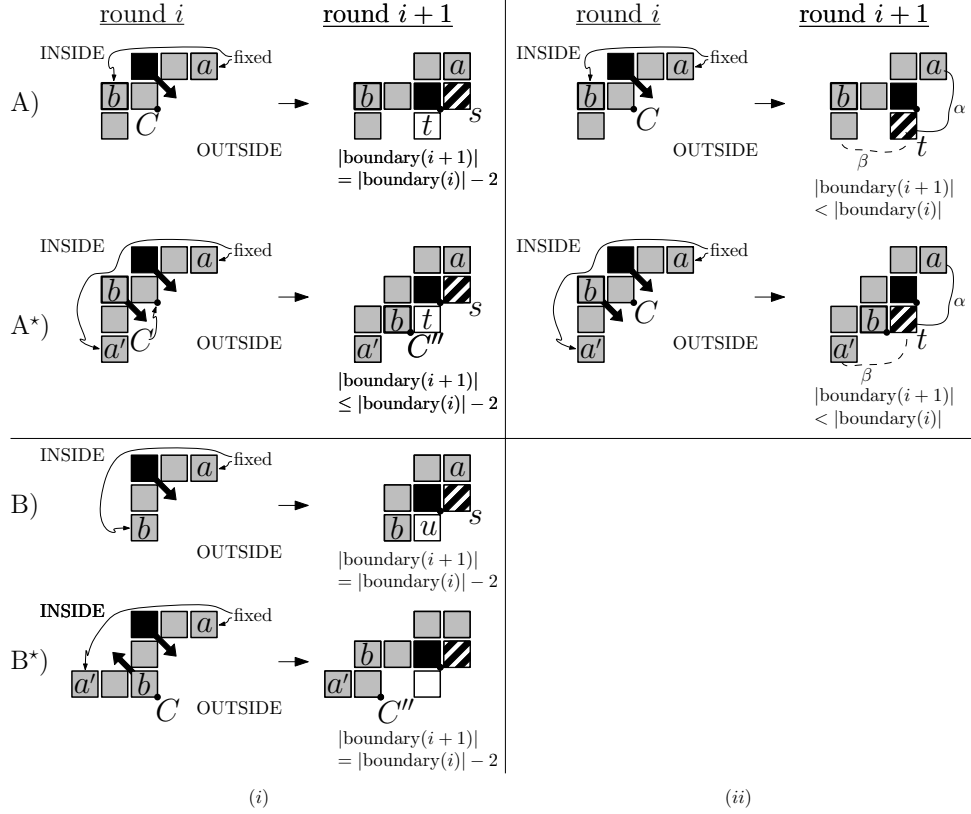 round i
round i + 1
round i
round i + 1
A)
INSIDE
fixed
a
b
C
OUTSIDE
a
b
s
t
|boundary(i + 1)|
= |boundary(i)| − 2
INSIDE
fixed
a
b
C
OUTSIDE
a
b
α
β
t
|boundary(i + 1)|
< |boundary(i)|
A⋆)
INSIDE
fixed
a
b
C
a′
OUTSIDE
a
s
b
t
a′
C′′
|boundary(i + 1)|
≤ |boundary(i)| − 2
INSIDE
fixed
a
b
C
a′
OUTSIDE
a
α
b
t
a′
β
|boundary(i + 1)|
< |boundary(i)|
B)
INSIDE
fixed
a
b
OUTSIDE
a
s
b
u
|boundary(i + 1)|
= |boundary(i)| − 2
B⋆)
INSIDE
fixed
a
a′
b
C
OUTSIDE
b
a′
C′′
|boundary(i + 1)|
= |boundary(i)| − 2
(i)
(ii)